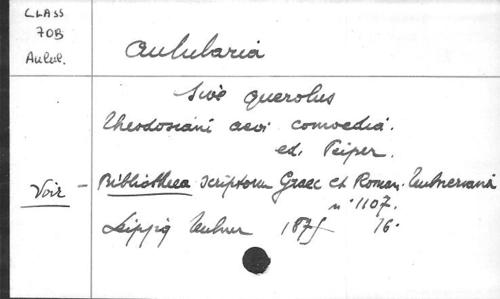 CLASS
70B
Aulul.
Aulularia
sive querolus
Theodosiani aevi comoedia.
ed. Peiper.
Voir - Bibliotheca scriptorum Graec et Roman. Teubneriana
n° 1107.
Leipzig Teubner 1875 16.